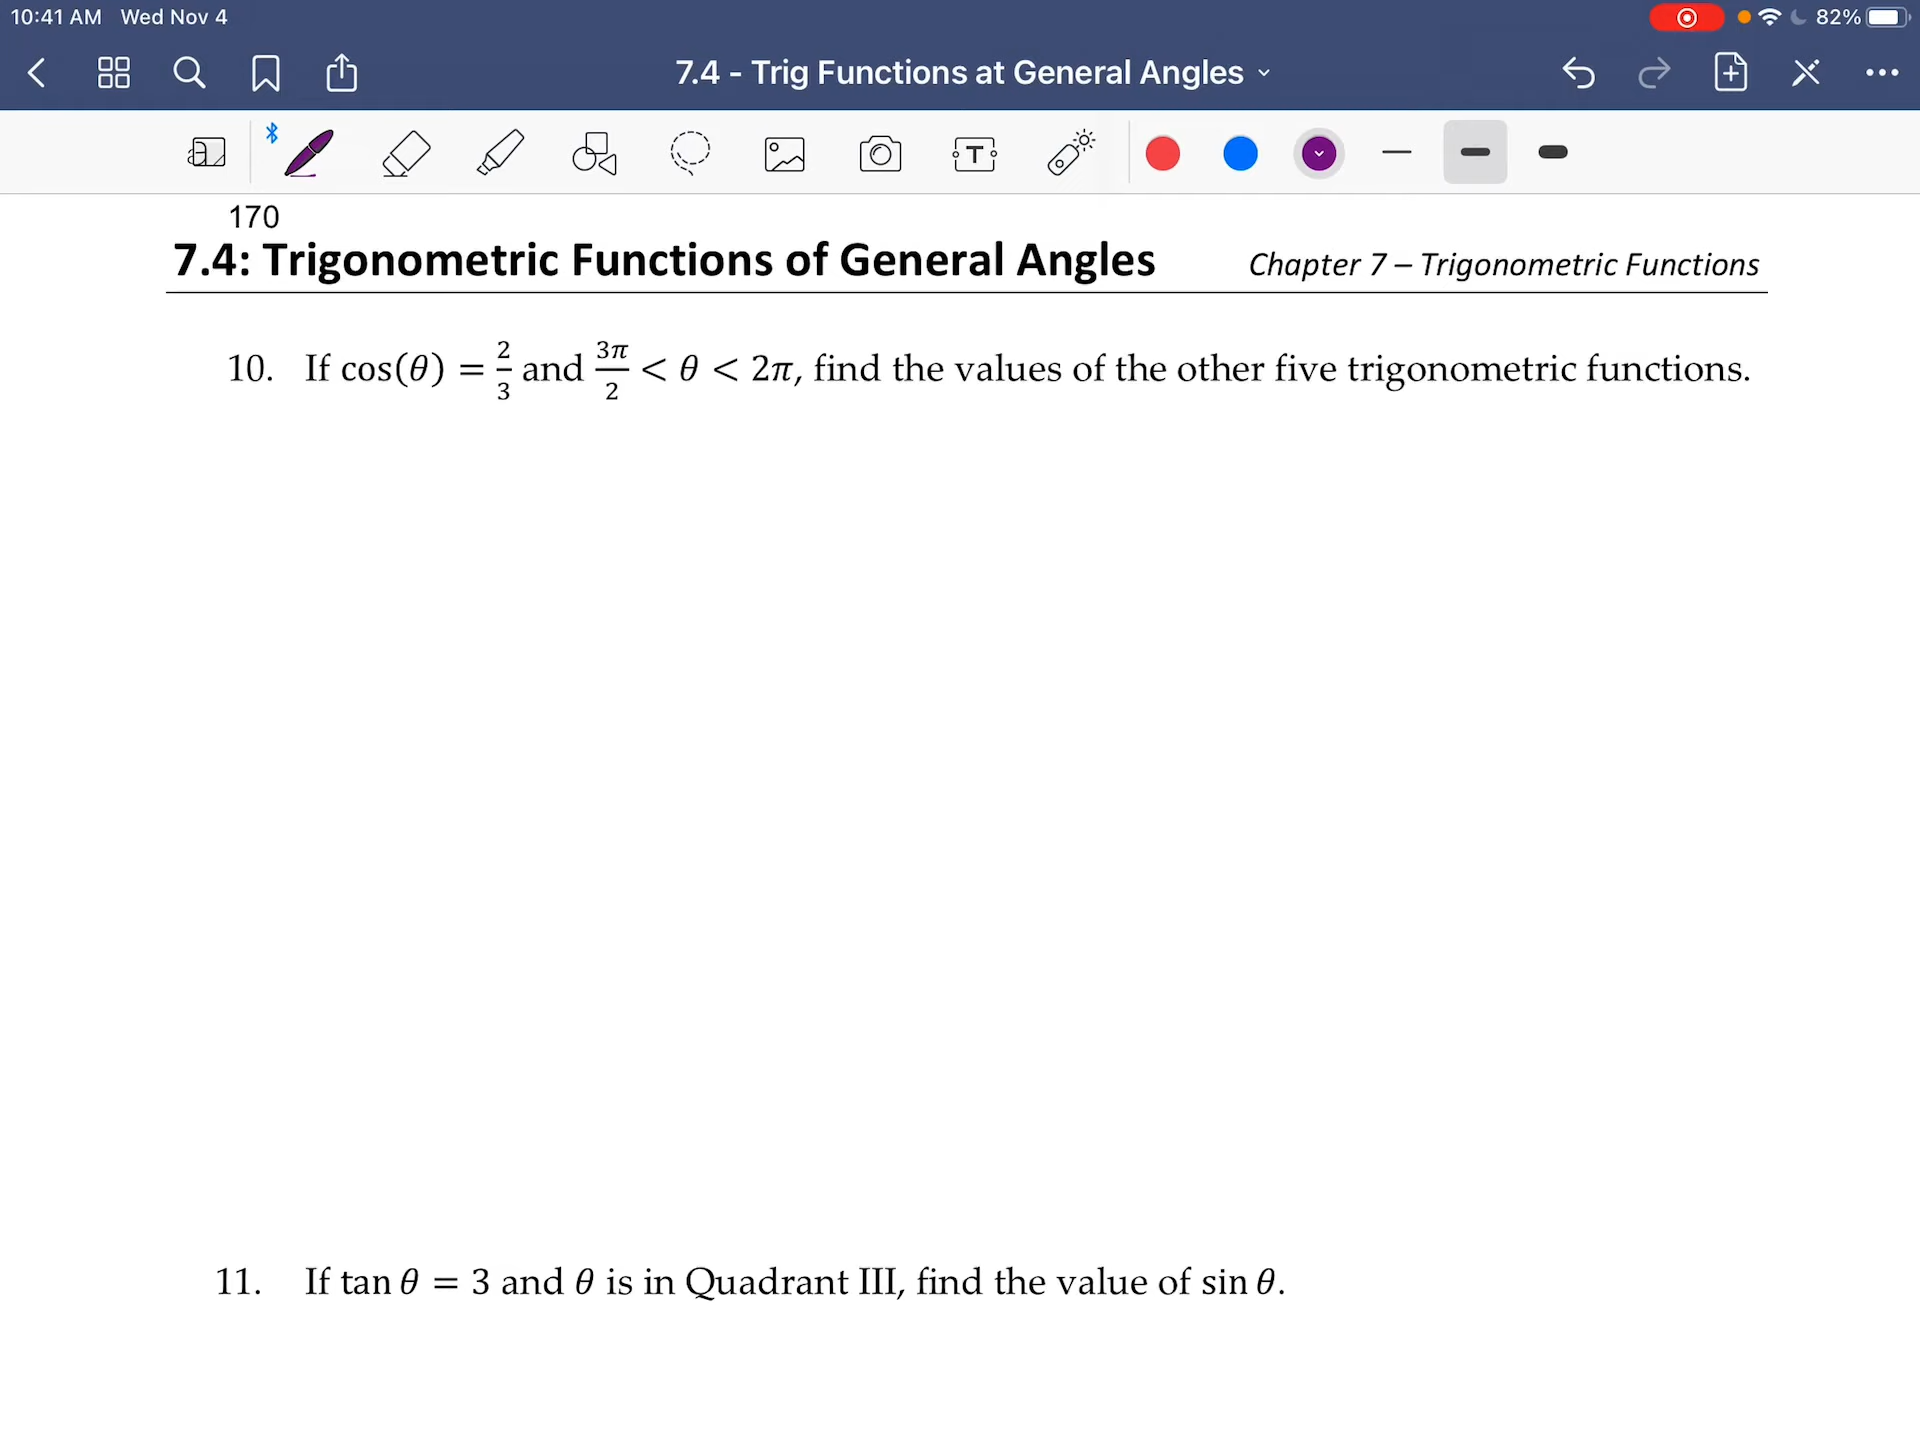 10:41 AM Wed Nov 4 82%
7.4 - Trig Functions at General Angles
170
7.4: Trigonometric Functions of General Angles Chapter 7 – Trigonometric Functions
10. If cos(θ) = 2/3 and 3π/2 < θ < 2π, find the values of the other five trigonometric functions.
11. If tan θ = 3 and θ is in Quadrant III, find the value of sin θ.